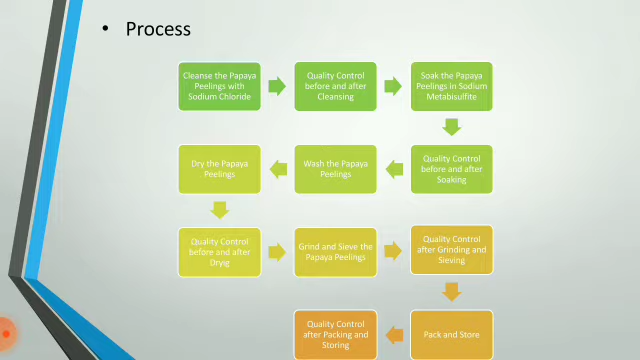 • Process
Cleanse the Papaya
Peelings with
Sodium Chloride
Quality Control
before and after
Cleansing
Soak the Papaya
Peelings in Sodium
Metabisulfite
Quality Control
before and after
Soaking
Wash the Papaya
Peelings
Dry the Papaya
Peelings
Quality Control
before and after
Dryig
Grind and Sieve the
Papaya Peelings
Quality Control
after Grinding and
Sieving
Pack and Store
Quality Control
after Packing and
Storing